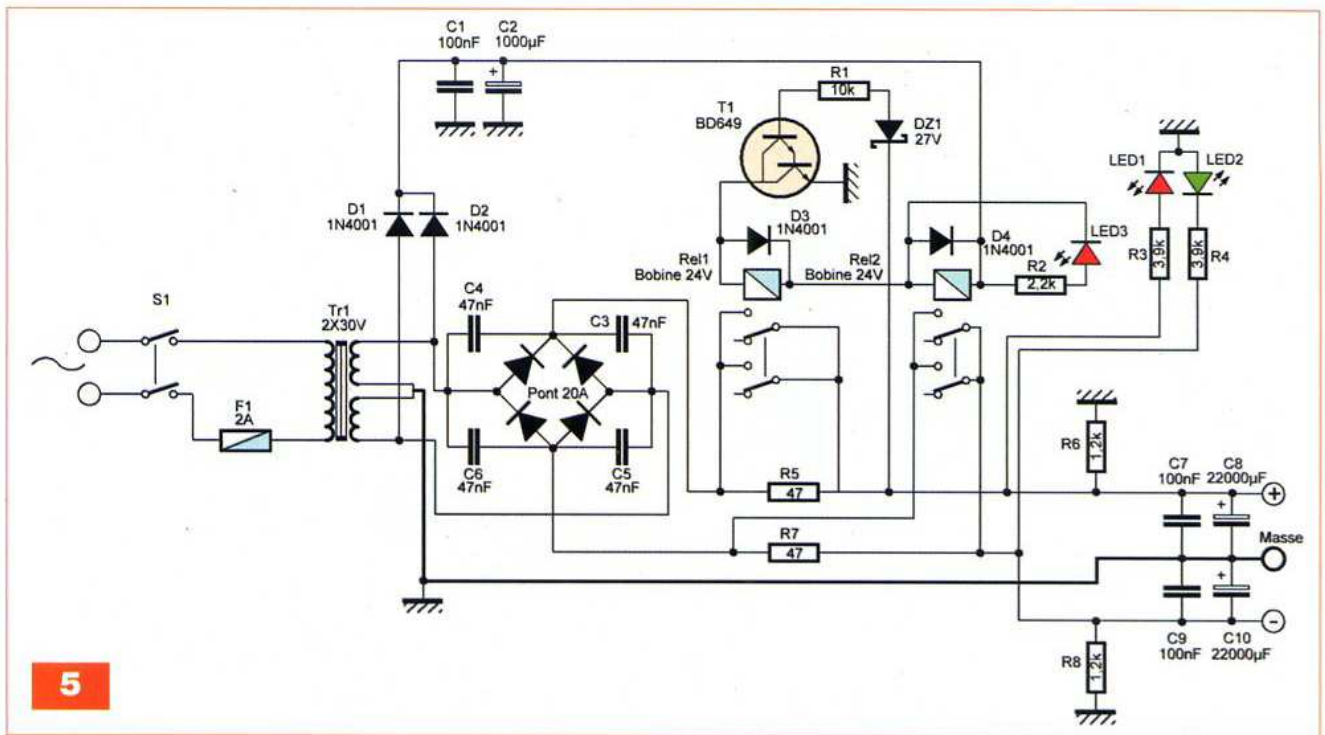 C1
100nF
C2
1000µF
+
R1
10k
T1
BD649
DZ1
27V
LED1
LED2
D1
1N4001
D2
1N4001
D3
1N4001
D4
1N4001
LED3
R3
3,9k
3,9k
R4
Rel1
Bobine 24V
Rel2
Bobine 24V
R2
2,2k
S1
Tr1
2X30V
C4
47nF
C3
47nF
Pont 20A
F1
2A
C6
47nF
C5
47nF
R5
47
R6
1,2k
C7
100nF
C8
22000µF
+
+
R7
47
Masse
+
R8
1,2k
C9
100nF
C10
22000µF
-
5